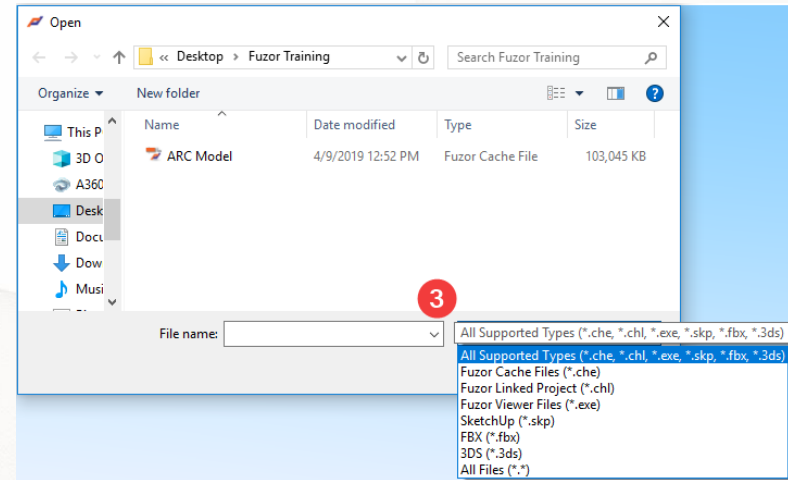 Open
« Desktop > Fuzor Training
Search Fuzor Training
Organize
New folder
Name
Date modified
Type
Size
This P
3D O
A360
Desk
Docu
Dow
Musi
ARC Model
4/9/2019 12:52 PM
Fuzor Cache File
103,045 KB
3
File name:
All Supported Types (*.che, *.chl, *.exe, *.skp, *.fbx, *.3ds)
All Supported Types (*.che, *.chl, *.exe, *.skp, *.fbx, *.3ds)
Fuzor Cache Files (*.che)
Fuzor Linked Project (*.chl)
Fuzor Viewer Files (*.exe)
SketchUp (*.skp)
FBX (*.fbx)
3DS (*.3ds)
All Files (*.*)